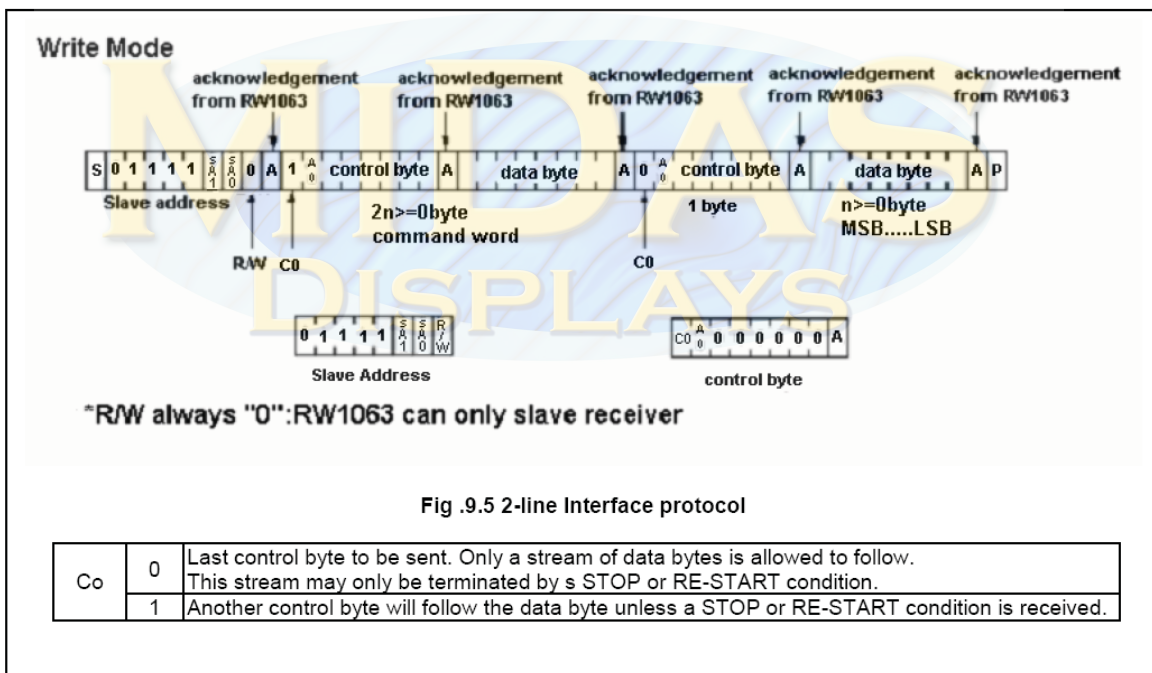 Write Mode
acknowledgement from RW1063
acknowledgement from RW1063
acknowledgement from RW1063
acknowledgement from RW1063
acknowledgement from RW1063
S 0 1 1 1 1 SA1 SA0 0 A 1 A0 control byte A data byte A 0 A0 control byte A data byte A P
Slave address
2n>=0byte
command word
1 byte
n>=0byte
MSB.....LSB
R/W C0
C0
MIDAS
DISPLAYS
0 1 1 1 1 SA1 SA0 R/W
Slave Address
C0 A0 0 0 0 0 0 0 A
control byte
*R/W always "0":RW1063 can only slave receiver
Fig .9.5 2-line Interface protocol
Co
0 Last control byte to be sent. Only a stream of data bytes is allowed to follow.
This stream may only be terminated by s STOP or RE-START condition.
1 Another control byte will follow the data byte unless a STOP or RE-START condition is received.